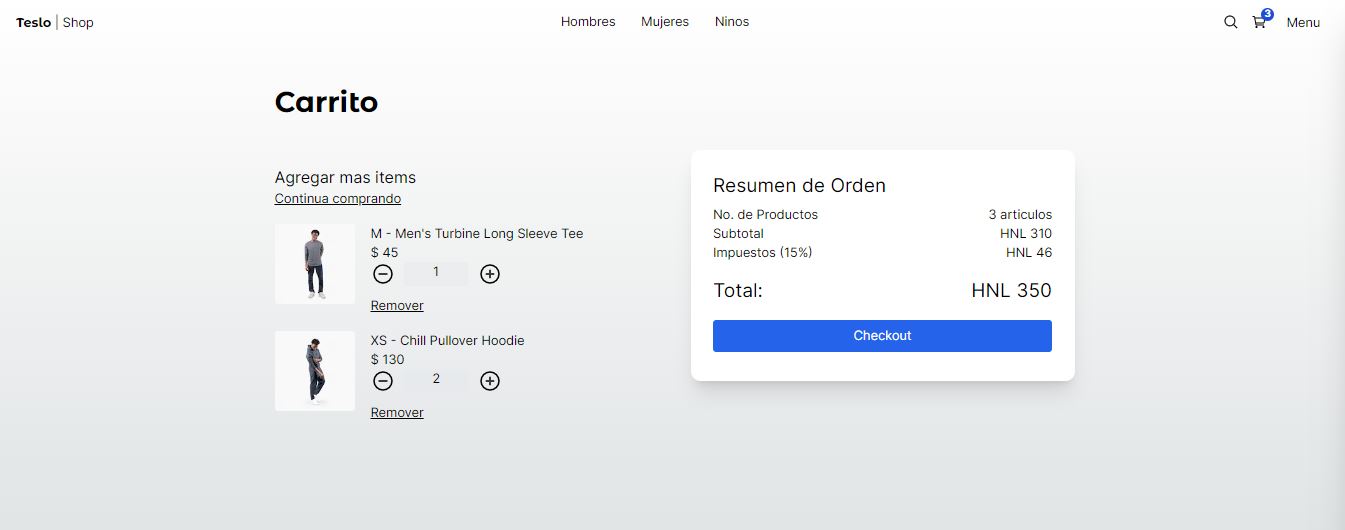 Teslo | Shop
Hombres Mujeres Ninos
3
Menu
Carrito
Agregar mas items
Continua comprando
M - Men's Turbine Long Sleeve Tee
$ 45
1
Remover
XS - Chill Pullover Hoodie
$ 130
2
Remover
Resumen de Orden
No. de Productos 3 articulos
Subtotal HNL 310
Impuestos (15%) HNL 46
Total: HNL 350
Checkout